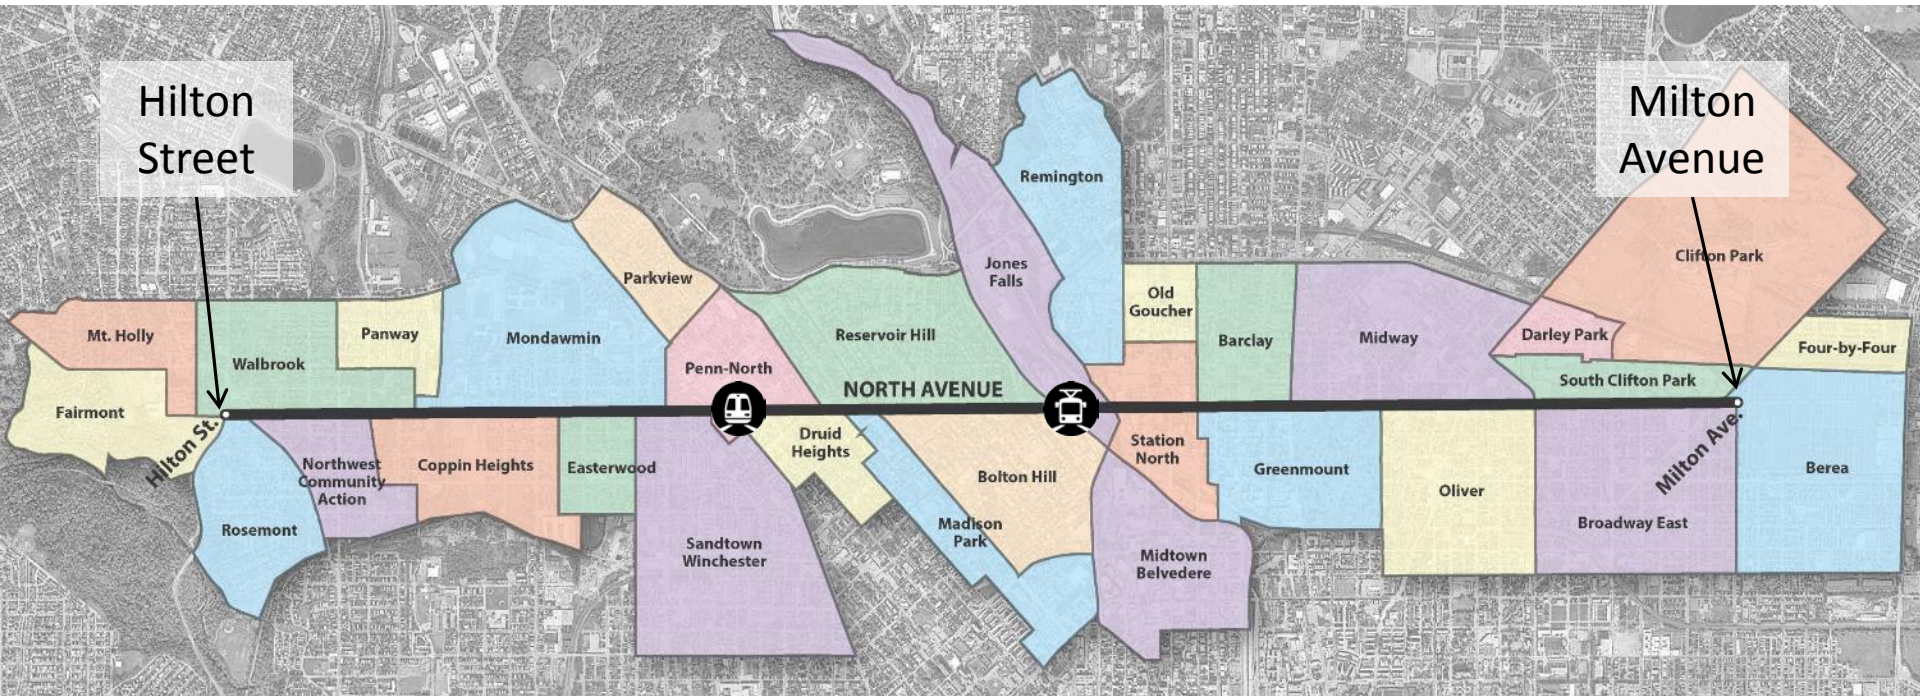 Hilton
Street
Milton
Avenue
Remington
Clifton Park
Jones
Falls
Parkview
Old
Goucher
Mt. Holly
Walbrook
Panway
Mondawmin
Reservoir Hill
Barclay
Midway
Darley Park
Four-by-Four
Penn-North
NORTH AVENUE
South Clifton Park
Fairmont
Hilton St.
Milton Ave.
Northwest
Community
Action
Coppin Heights
Easterwood
Druid
Heights
Bolton Hill
Station
North
Greenmount
Oliver
Berea
Rosemont
Sandtown
Winchester
Madison
Park
Midtown
Belvedere
Broadway East